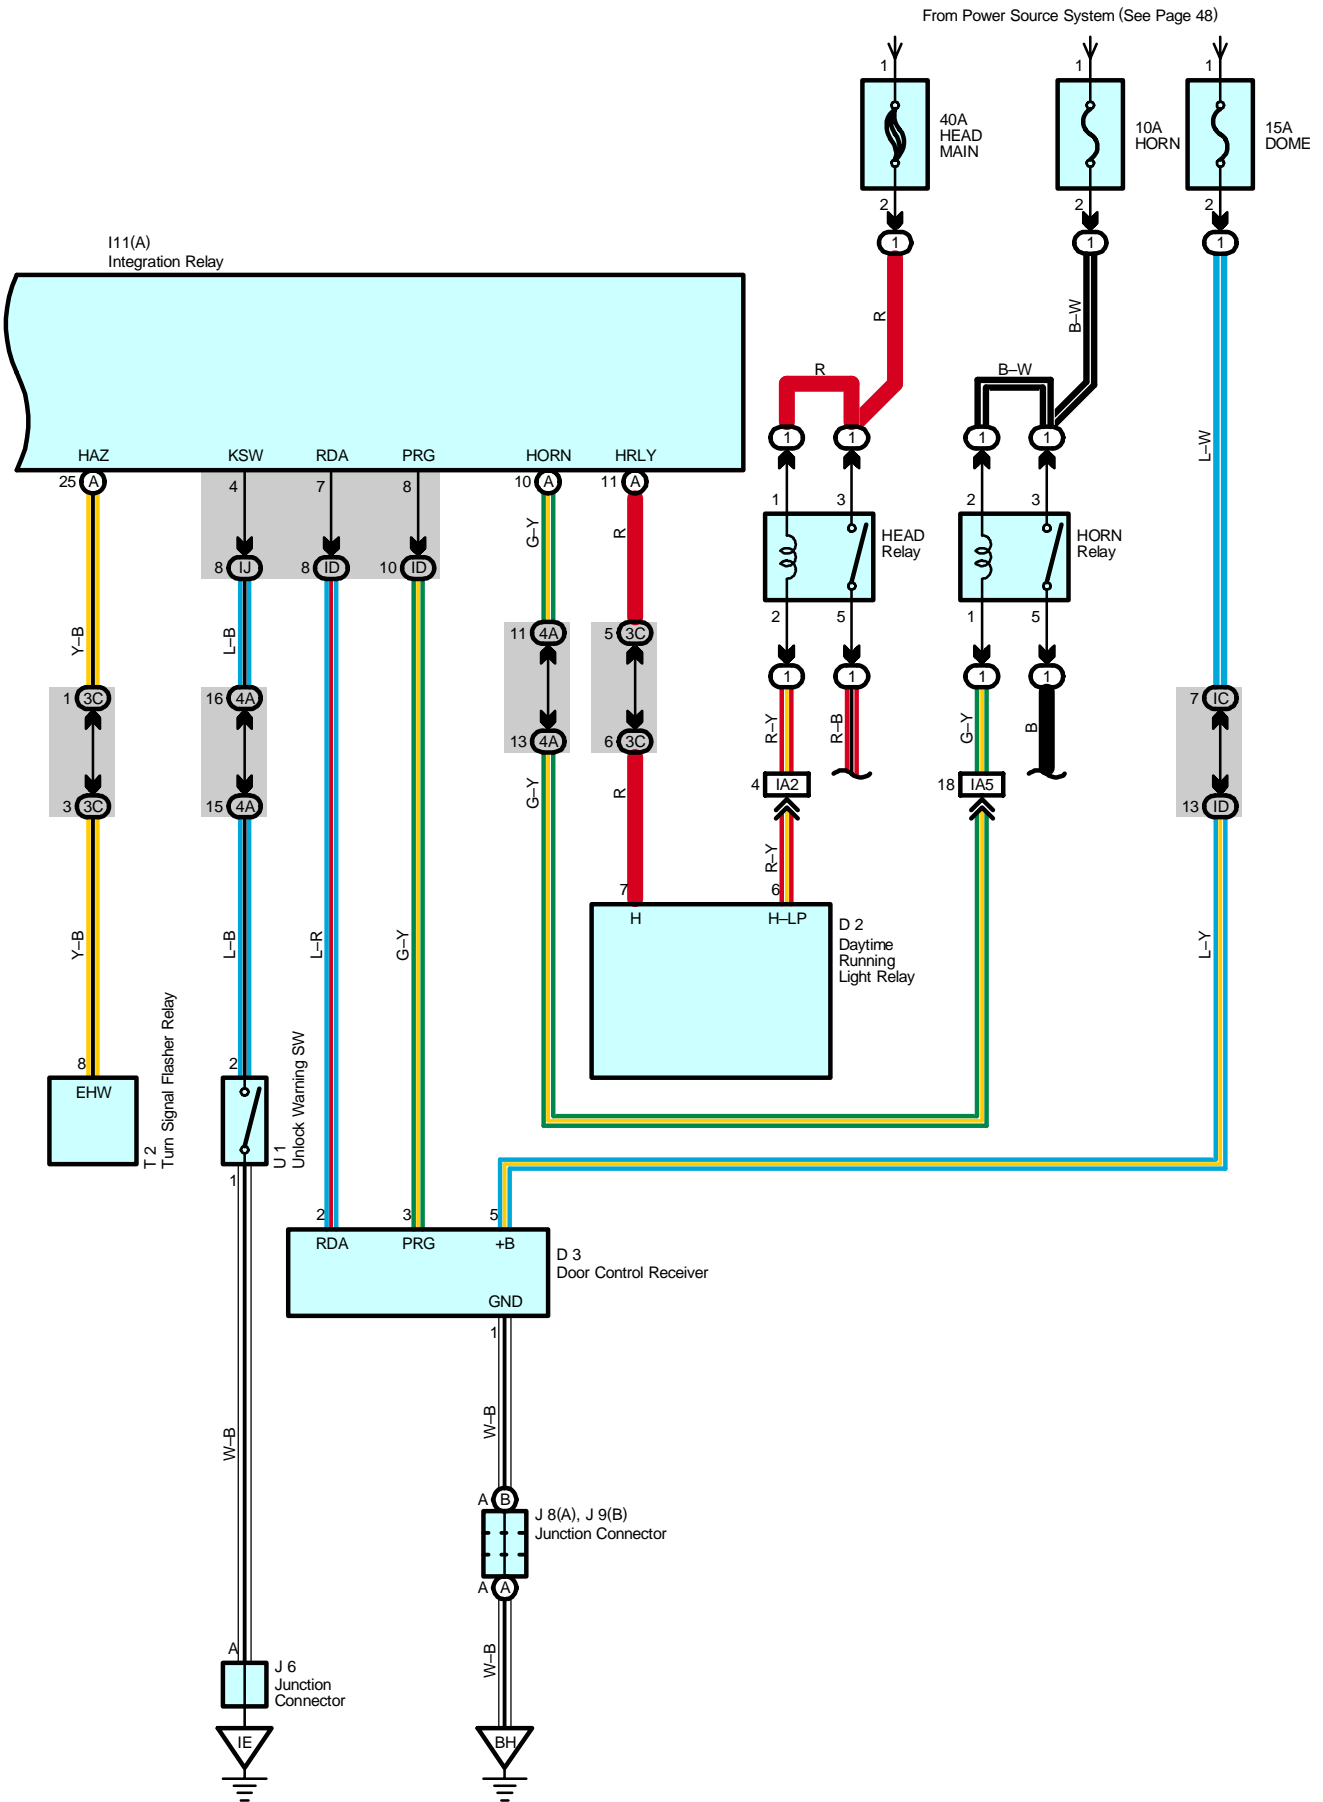 From Power Source System (See Page 48)
1
1
1
40A
HEAD
MAIN
10A
HORN
15A
DOME
2
2
2
1
1
1
I11(A)
Integration Relay
R
B–W
R
B–W
L–W
1
1
1
1
HAZ
KSW
RDA
PRG
HORN
HRLY
25
A
4
7
8
10
A
11
A
1
3
2
3
G–Y
R
HEAD
Relay
HORN
Relay
8
IJ
8
ID
10
ID
2
5
1
5
Y–B
L–B
11
4A
5
3C
1
1
1
1
1
3C
16
4A
7
IC
13
4A
6
3C
R–Y
R–B
G–Y
B
3
3C
15
4A
G–Y
R
4
IA2
18
IA5
13
ID
R–Y
7
6
H
H–LP
D 2
Daytime
Running
Light Relay
Y–B
L–B
L–R
G–Y
L–Y
8
2
EHW
T 2
Turn Signal Flasher Relay
U 1
Unlock Warning SW
1
2
3
5
RDA
PRG
+B
D 3
Door Control Receiver
GND
1
W–B
W–B
A
B
J 8(A), J 9(B)
Junction Connector
A
A
W–B
A
J 6
Junction
Connector
IE
BH